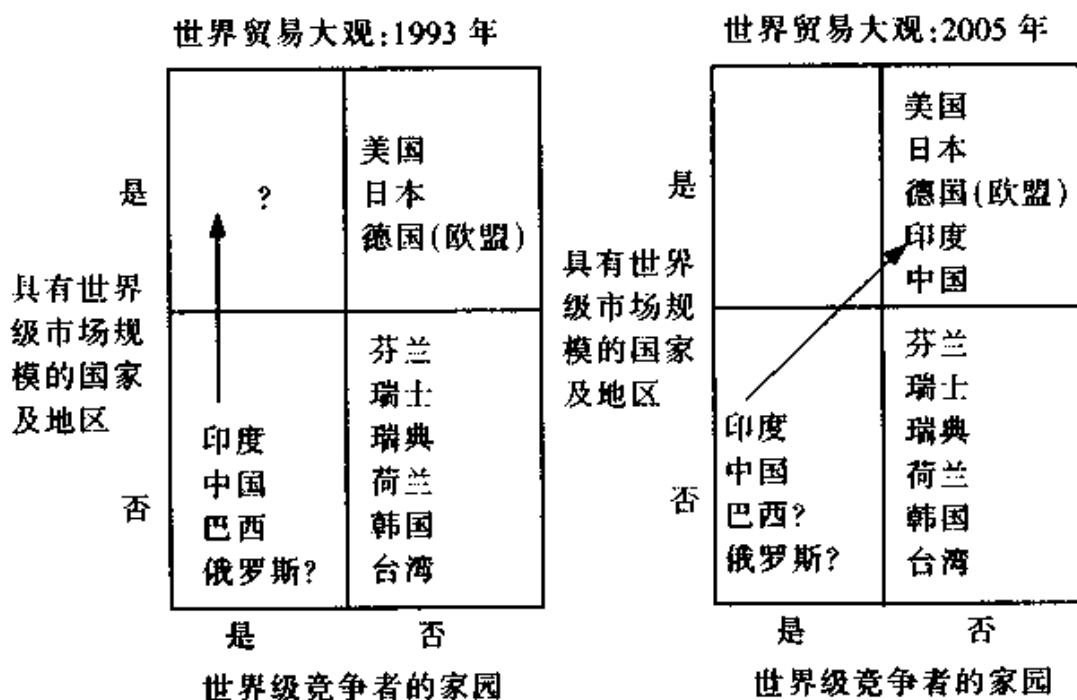 世界贸易大观:1993 年
是
具有世界
级市场规
模的国家
及地区
否
?
美国
日本
德国(欧盟)
印度
中国
巴西
俄罗斯?
芬兰
瑞士
瑞典
荷兰
韩国
台湾
是
否
世界级竞争者的家园
世界贸易大观:2005 年
是
具有世界
级市场规
模的国家
及地区
否
美国
日本
德国(欧盟)
印度
中国
印度
中国
巴西?
俄罗斯?
芬兰
瑞士
瑞典
荷兰
韩国
台湾
是
否
世界级竞争者的家园